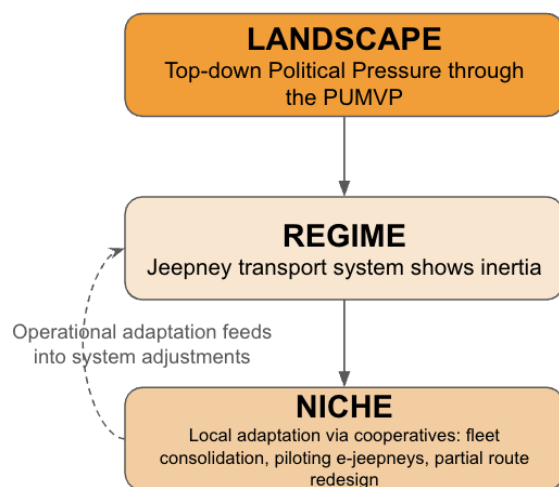 LANDSCAPE
Top-down Political Pressure through
the PUMVP
REGIME
Jeepney transport system shows inertia
Operational adaptation feeds
into system adjustments
NICHE
Local adaptation via cooperatives: fleet
consolidation, piloting e-jeepneys, partial route
redesign